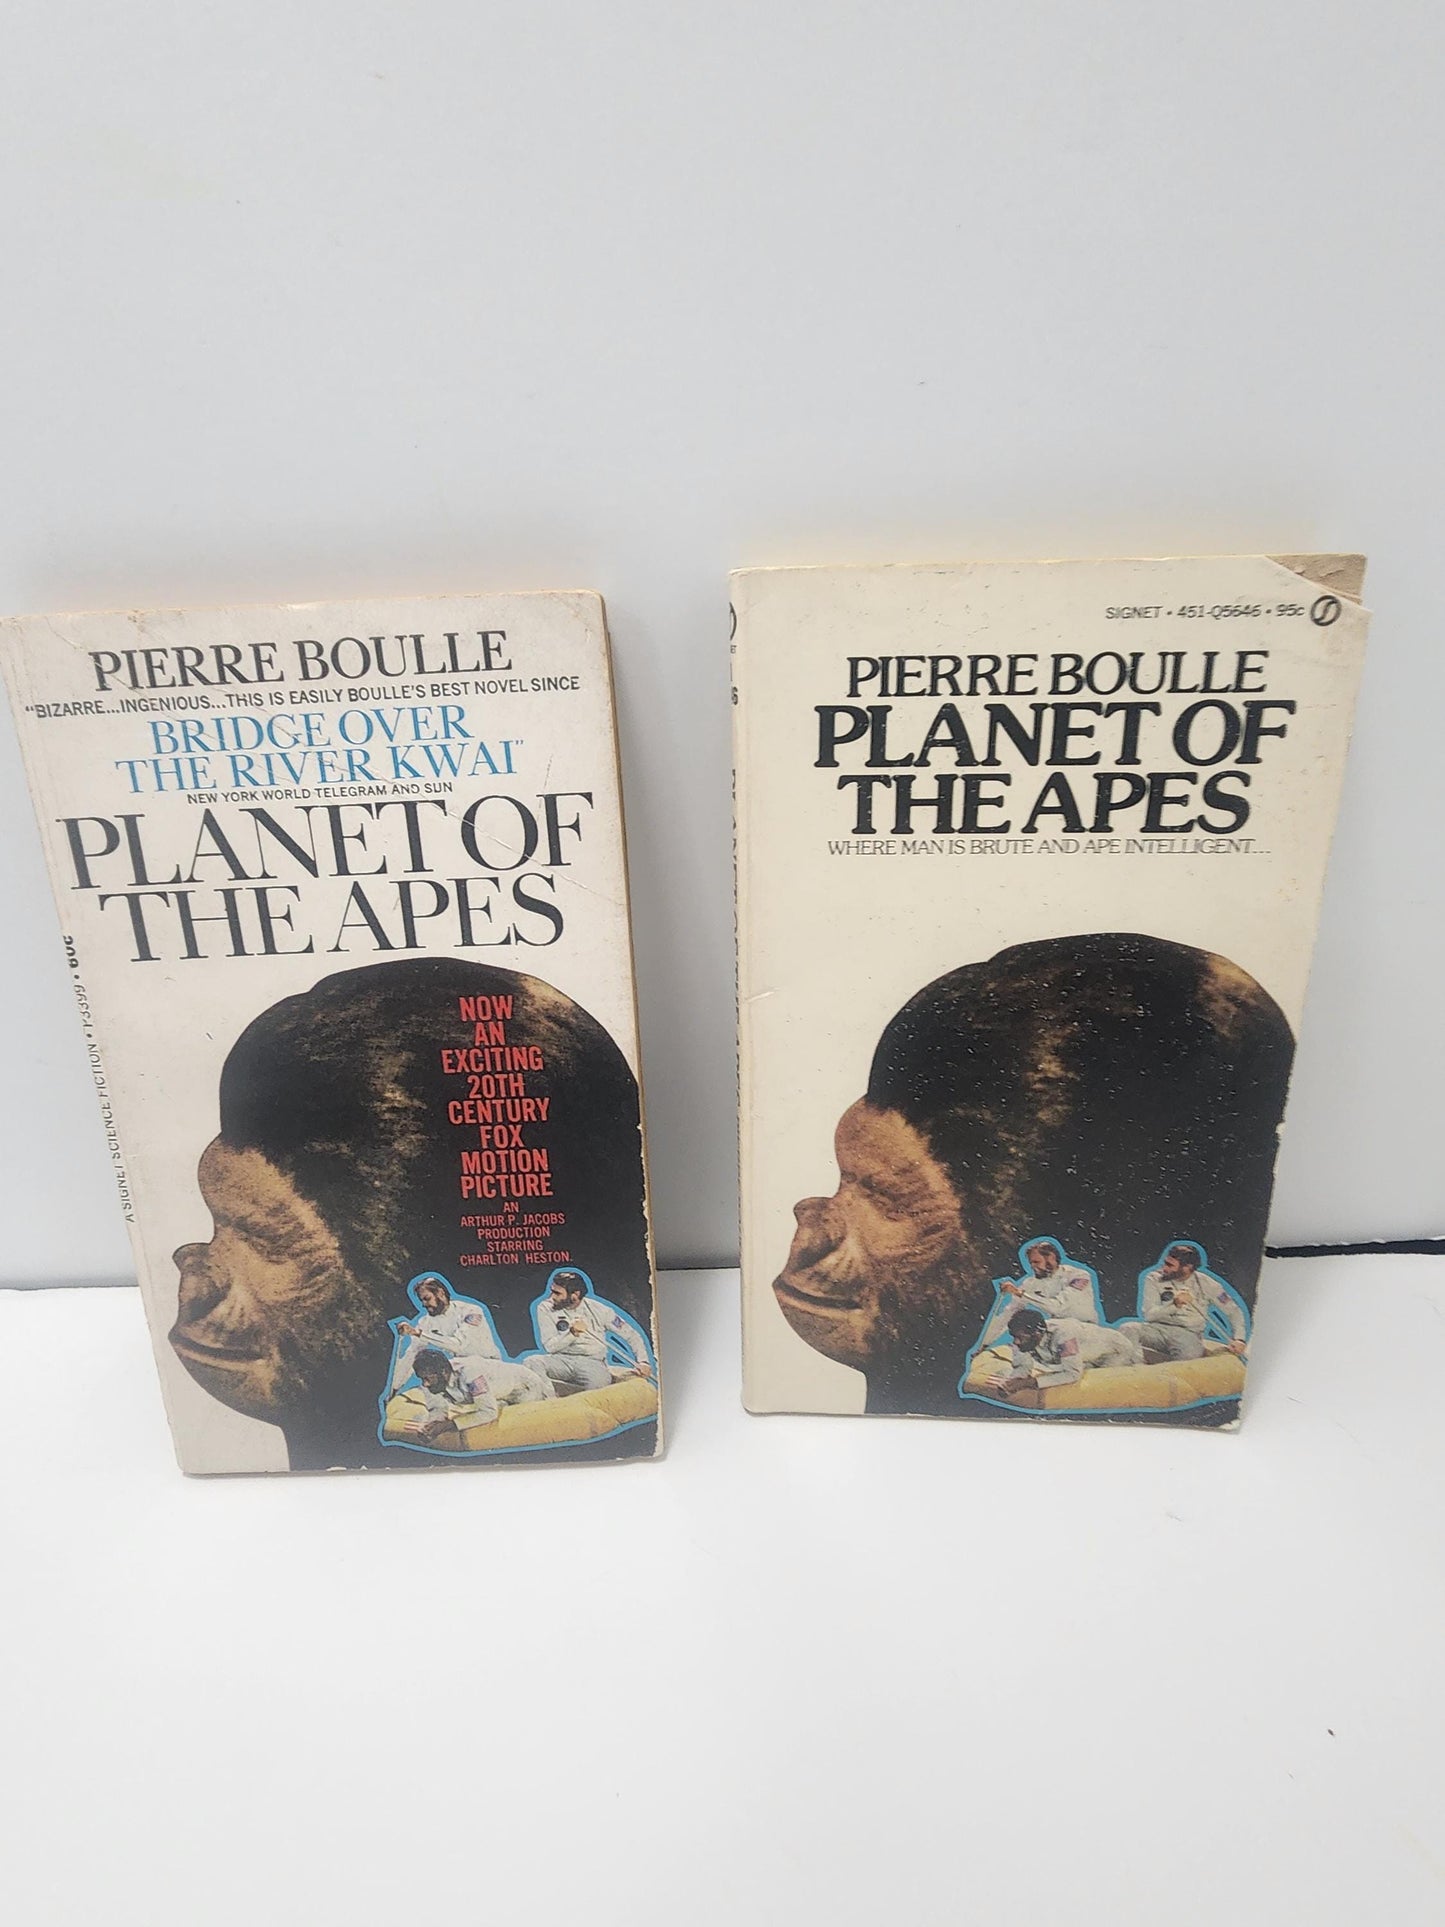 PIERRE BOULLE
"BIZARRE...INGENIOUS...THIS IS EASILY BOULLE'S BEST NOVEL SINCE
BRIDGE OVER
THE RIVER KWAI"
NEW YORK WORLD TELEGRAM AND SUN
PLANET OF
THE APES
A SIGNET SCIENCE FICTION • P3399 • 60c
NOW
AN
EXCITING
20TH
CENTURY
FOX
MOTION
PICTURE
AN
ARTHUR P. JACOBS
PRODUCTION
STARRING
CHARLTON HESTON.
SIGNET • 451-Q5646 • 95c
PIERRE BOULLE
PLANET OF
THE APES
WHERE MAN IS BRUTE AND APE INTELLIGENT...